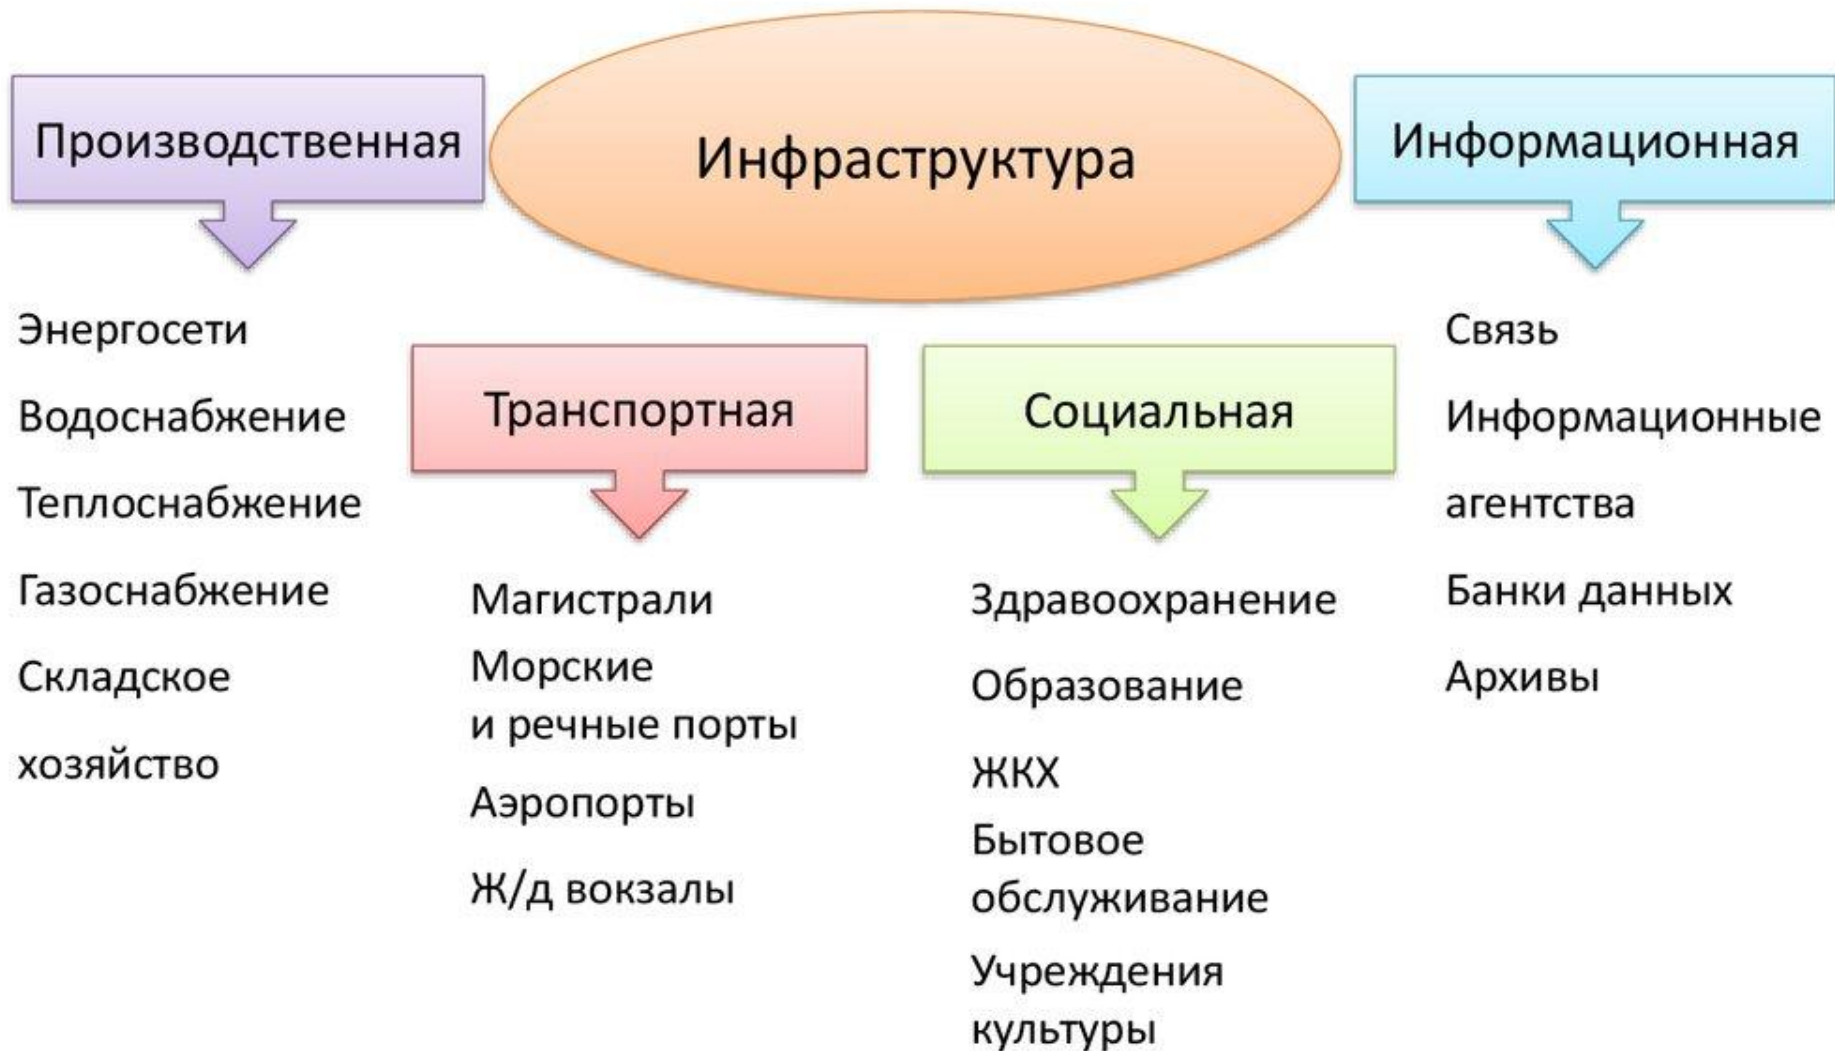 Инфраструктура
Производственная
Энергосети
Водоснабжение
Теплоснабжение
Газоснабжение
Складское
хозяйство
Транспортная
Магистрали
Морские
и речные порты
Аэропорты
Ж/д вокзалы
Социальная
Здравоохранение
Образование
ЖКХ
Бытовое
обслуживание
Учреждения
культуры
Информационная
Связь
Информационные
агентства
Банки данных
Архивы